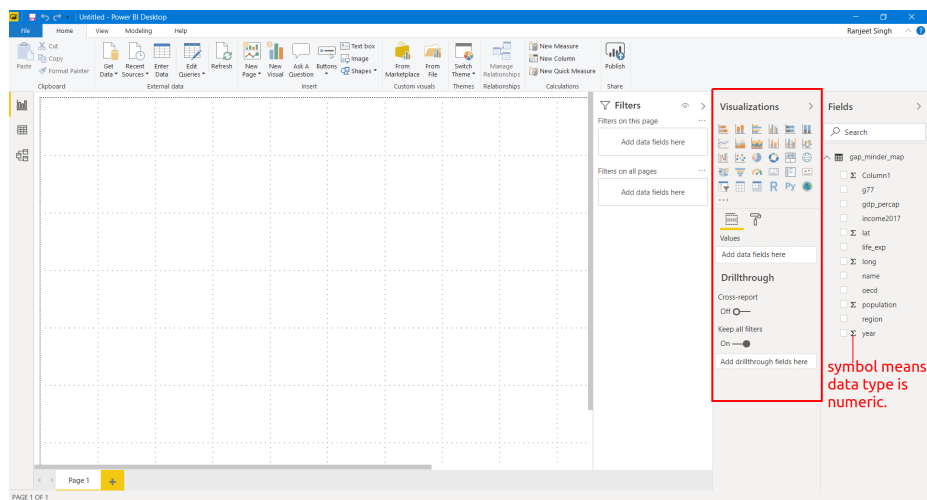 Untitled - Power BI Desktop
File Home View Modeling Help Ranjeet Singh
Paste
Cut
Copy
Format Painter
Clipboard
Get Data
Recent Sources
Enter Data
Edit Queries
Refresh
External data
New Page
New Visual
Ask A Question
Buttons
Text box
Image
Shapes
Insert
From Marketplace
From File
Custom visuals
Switch Theme
Themes
Manage Relationships
Relationships
New Measure
New Column
New Quick Measure
Calculations
Publish
Share
Filters
Filters on this page
Add data fields here
Filters on all pages
Add data fields here
Visualizations
R Py
Values
Add data fields here
Drillthrough
Cross-report
Off
Keep all filters
On
Add drillthrough fields here
Fields
Search
gap_minder_map
Σ Column1
g77
gdp_percap
income2017
Σ lat
life_exp
Σ long
name
oecd
Σ population
region
Σ year
symbol means
data type is
numeric.
Page 1
PAGE 1 OF 1